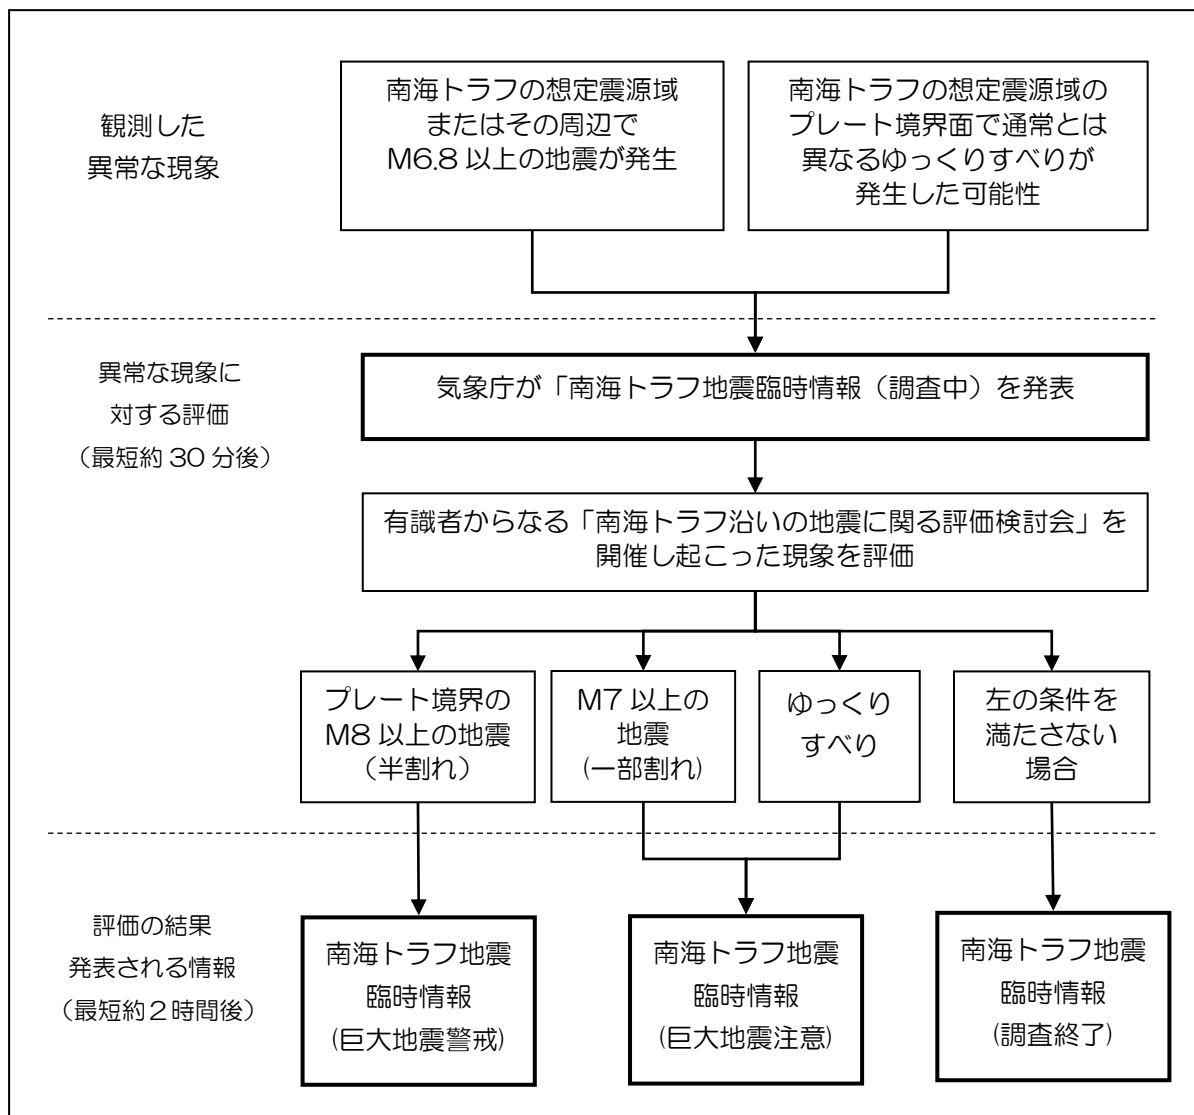 観測した
異常な現象
南海トラフの想定震源域
またはその周辺で
M6.8 以上の地震が発生
南海トラフの想定震源域の
プレート境界面で通常とは
異なるゆっくりすべりが
発生した可能性
異常な現象に
対する評価
（最短約 30 分後）
気象庁が「南海トラフ地震臨時情報（調査中）を発表
有識者からなる「南海トラフ沿いの地震に関る評価検討会」を
開催し起こった現象を評価
プレート境界の
M8 以上の地震
（半割れ）
M7 以上の
地震
(一部割れ)
ゆっくり
すべり
左の条件を
満たさない
場合
評価の結果
発表される情報
（最短約２時間後）
南海トラフ地震
臨時情報
(巨大地震警戒)
南海トラフ地震
臨時情報
(巨大地震注意)
南海トラフ地震
臨時情報
(調査終了)